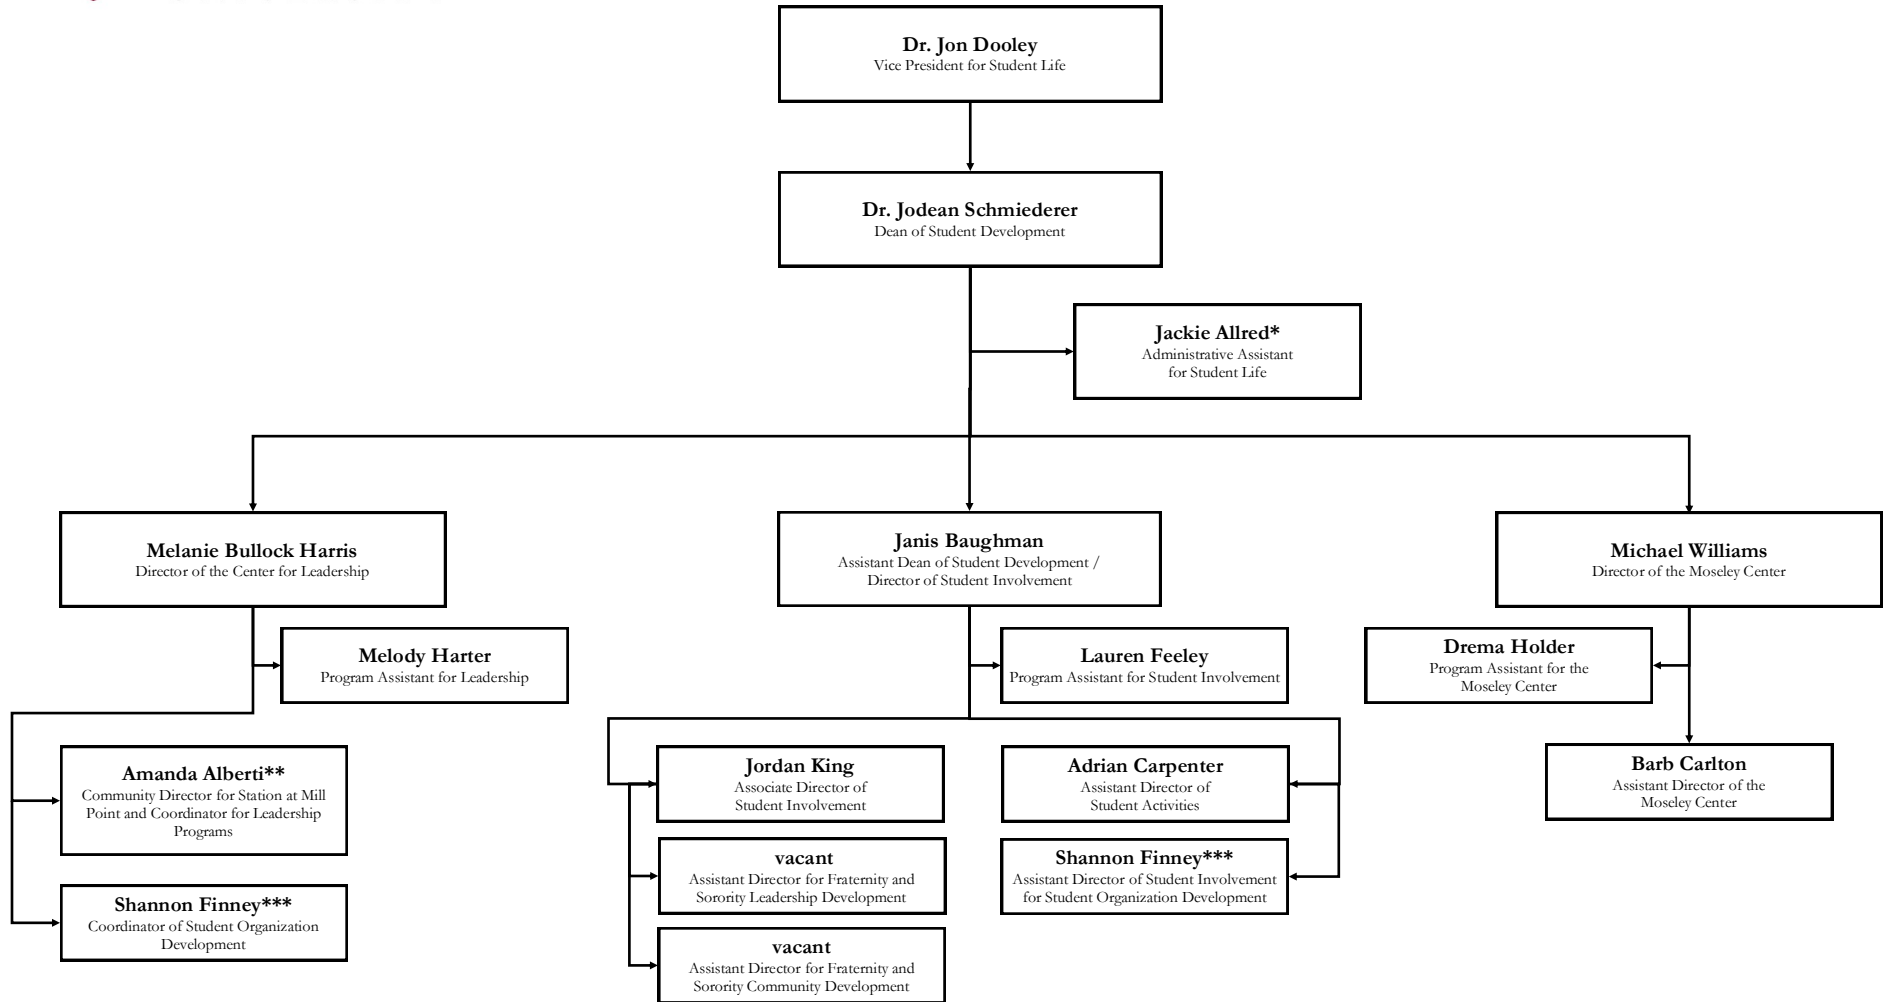 Dr. Jon Dooley
Vice President for Student Life
Dr. Jodean Schmiederer
Dean of Student Development
Jackie Allred*
Administrative Assistant
for Student Life
Melanie Bullock Harris
Director of the Center for Leadership
Janis Baughman
Assistant Dean of Student Development /
Director of Student Involvement
Michael Williams
Director of the Moseley Center
Melody Harter
Program Assistant for Leadership
Lauren Feeley
Program Assistant for Student Involvement
Drema Holder
Program Assistant for the
Moseley Center
Amanda Alberti**
Community Director for Station at Mill
Point and Coordinator for Leadership
Programs
Shannon Finney***
Coordinator of Student Organization
Development
Jordan King
Associate Director of
Student Involvement
vacant
Assistant Director for Fraternity and
Sorority Leadership Development
vacant
Assistant Director for Fraternity and
Sorority Community Development
Adrian Carpenter
Assistant Director of
Student Activities
Shannon Finney***
Assistant Director of Student Involvement
for Student Organization Development
Barb Carlton
Assistant Director of the
Moseley Center